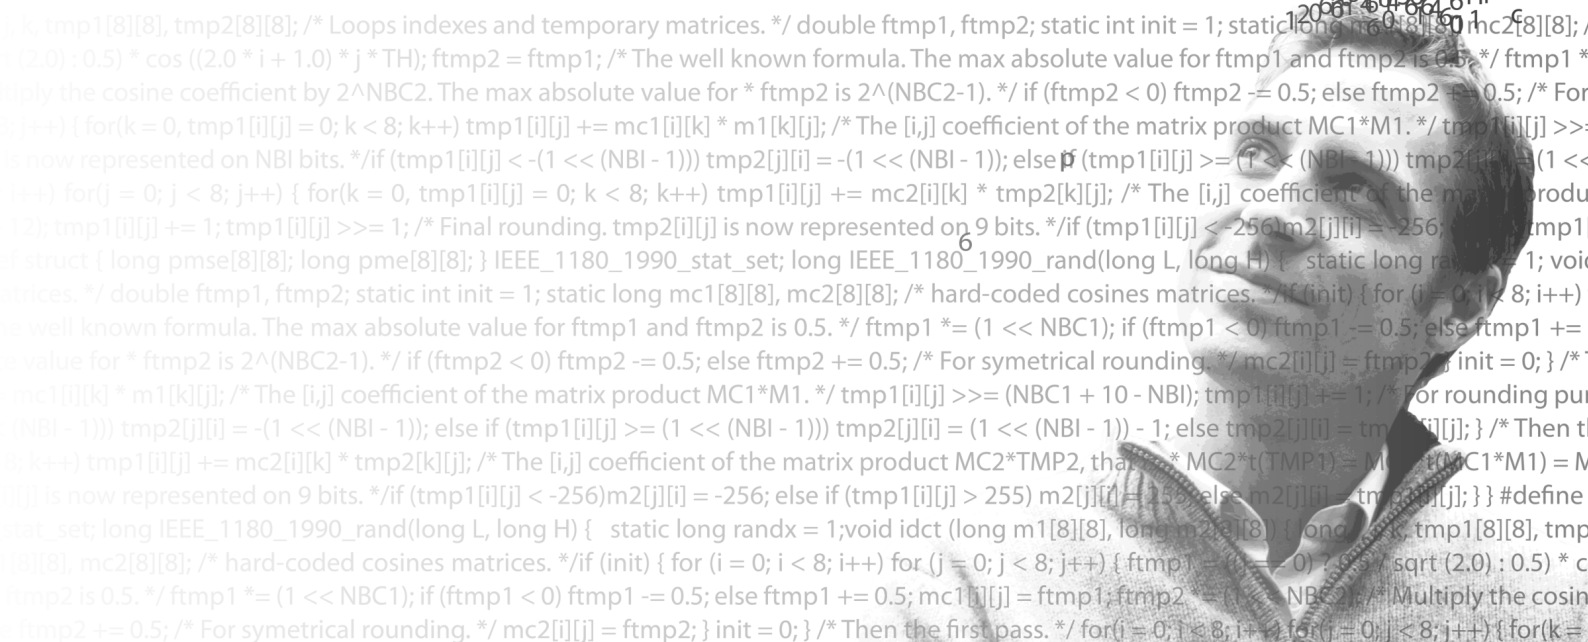 j, k, tmp1[8][8], tmp2[8][8]; /* Loops indexes and temporary matrices. */ double ftmp1, ftmp2; static int init = 1; static long mc1[8][8], mc2[8][8]; /
(2.0) : 0.5) * cos ((2.0 * i + 1.0) * j * TH); ftmp2 = ftmp1; /* The well known formula. The max absolute value for ftmp1 and ftmp2 is 0.5. */ ftmp1 *
the cosine coefficient by 2^NBC2. The max absolute value for * ftmp2 is 2^(NBC2-1). */ if (ftmp2 < 0) ftmp2 -= 0.5; else ftmp2 += 0.5; /* For
j++) { for(k = 0, tmp1[i][j] = 0; k < 8; k++) tmp1[i][j] += mc1[i][k] * m1[k][j]; /* The [i,j] coefficient of the matrix product MC1*M1. */ tmp1[i][j] >>=
is now represented on NBI bits. */if (tmp1[i][j] < -(1 << (NBI - 1))) tmp2[j][i] = -(1 << (NBI - 1)); else if (tmp1[i][j] >= (1 << (NBI - 1))) tmp2[j][i] = (1 <<
p
i++) for(j = 0; j < 8; j++) { for(k = 0, tmp1[i][j] = 0; k < 8; k++) tmp1[i][j] += mc2[i][k] * tmp2[k][j]; /* The [i,j] coefficient of the matrix produ
12); tmp1[i][j] += 1; tmp1[i][j] >>= 1; /* Final rounding. tmp2[i][j] is now represented on 9 bits. */if (tmp1[i][j] < -256)m2[j][i] = -256; tmp1
6
struct { long pmse[8][8]; long pme[8][8]; } IEEE_1180_1990_stat_set; long IEEE_1180_1990_rand(long L, long H) { static long = 1; void
*/ double ftmp1, ftmp2; static int init = 1; static long mc1[8][8], mc2[8][8]; /* hard-coded cosines matrices. */if (init) { for (i = 0; i < 8; i++)
well known formula. The max absolute value for ftmp1 and ftmp2 is 0.5. */ ftmp1 *= (1 << NBC1); if (ftmp1 < 0) ftmp1 -= 0.5; else ftmp1 +=
value for * ftmp2 is 2^(NBC2-1). */ if (ftmp2 < 0) ftmp2 -= 0.5; else ftmp2 += 0.5; /* For symetrical rounding. */ mc2[i][j] = ftmp2; } init = 0; } /*
mc1[i][k] * m1[k][j]; /* The [i,j] coefficient of the matrix product MC1*M1. */ tmp1[i][j] >>= (NBC1 + 10 - NBI); tmp1[i][j] += 1; /* For rounding pur
(NBI - 1))) tmp2[j][i] = -(1 << (NBI - 1)); else if (tmp1[i][j] >= (1 << (NBI - 1))) tmp2[j][i] = (1 << (NBI - 1)) - 1; else tmp2[j][i] = tmp1[i][j]; } /* Then
k++) tmp1[i][j] += mc2[i][k] * tmp2[k][j]; /* The [i,j] coefficient of the matrix product MC2*TMP2, * MC2*t(TMP1) = t(MC1*M1) =
is now represented on 9 bits. */if (tmp1[i][j] < -256)m2[j][i] = -256; else if (tmp1[i][j] > 255) m2[j][i] = 255; else m2[j][i] = tmp1[i][j]; } } #define
stat_set; long IEEE_1180_1990_rand(long L, long H) { static long randx = 1;void idct (long m1[8][8], long m2[8][8]) { long k, tmp1[8][8], tmp
[8][8], mc2[8][8]; /* hard-coded cosines matrices. */if (init) { for (i = 0; i < 8; i++) for (j = 0; j < 8; j++) { ftmp1 = ((j == 0) ? 0.5 / sqrt (2.0) : 0.5) * c
ftmp2 is 0.5. */ ftmp1 *= (1 << NBC1); if (ftmp1 < 0) ftmp1 -= 0.5; else ftmp1 += 0.5; mc1[i][j] = ftmp1; ftmp2 *= (1 << NBC2); /* Multiply the cosin
ftmp2 += 0.5; /* For symetrical rounding. */ mc2[i][j] = ftmp2; } init = 0; } /* Then the first pass. */ for(i = 0; i < 8; i++) for(j = 0; j < 8; j++) { for(k =